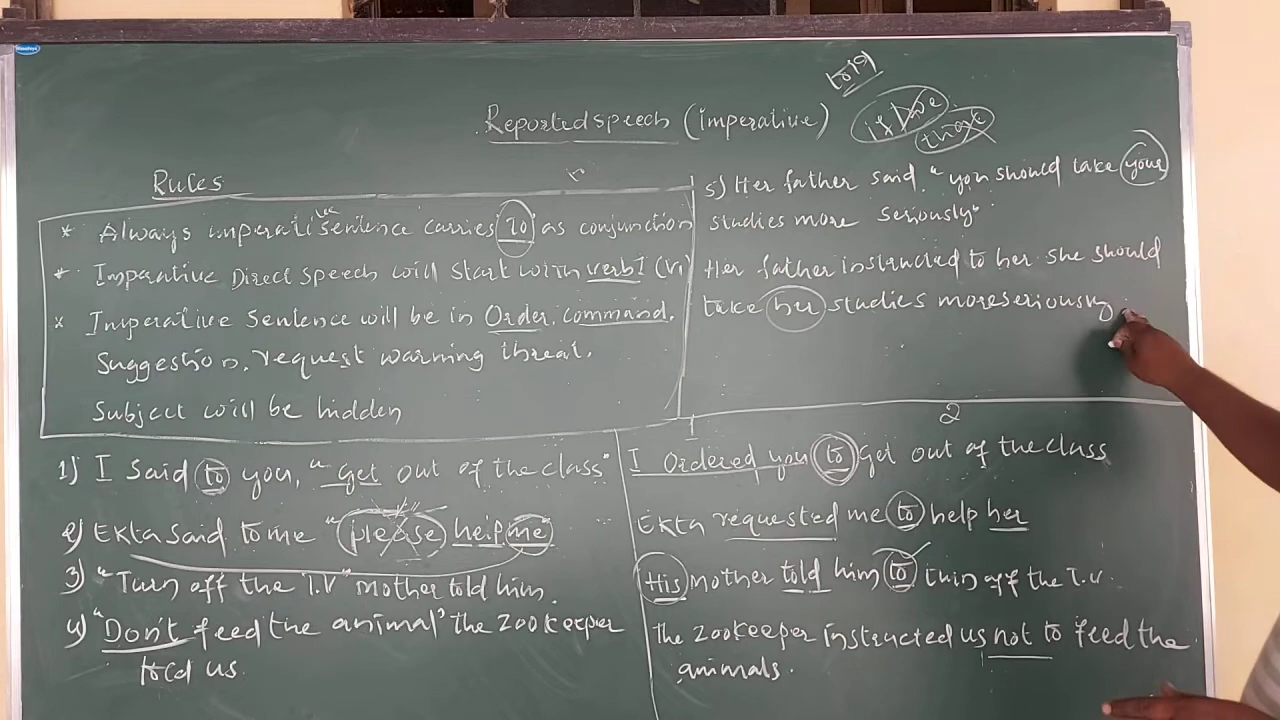 Reported speech (imperative)
if I we
that
Rules
* Always imperative sentence carries "to" as conjunction
* Imperative Direct speech will start with verb I (V1)
* Imperative Sentence will be in Order, command,
Suggestion, request warning threat.
Subject will be hidden
5) Her father said, "you should take your
studies more seriously"
Her father instructed to her she should
take her studies more seriously.
1) I said to you, "get out of the class"
2) Ekta said to me "please help me"
3) "Turn off the T.V" mother told him.
4) "Don't feed the animal" the zookeeper
told us.
2
I Ordered you to get out of the class
Ekta requested me to help her
His mother told him to turn off the T.V.
The zookeeper instructed us not to feed the
animals.